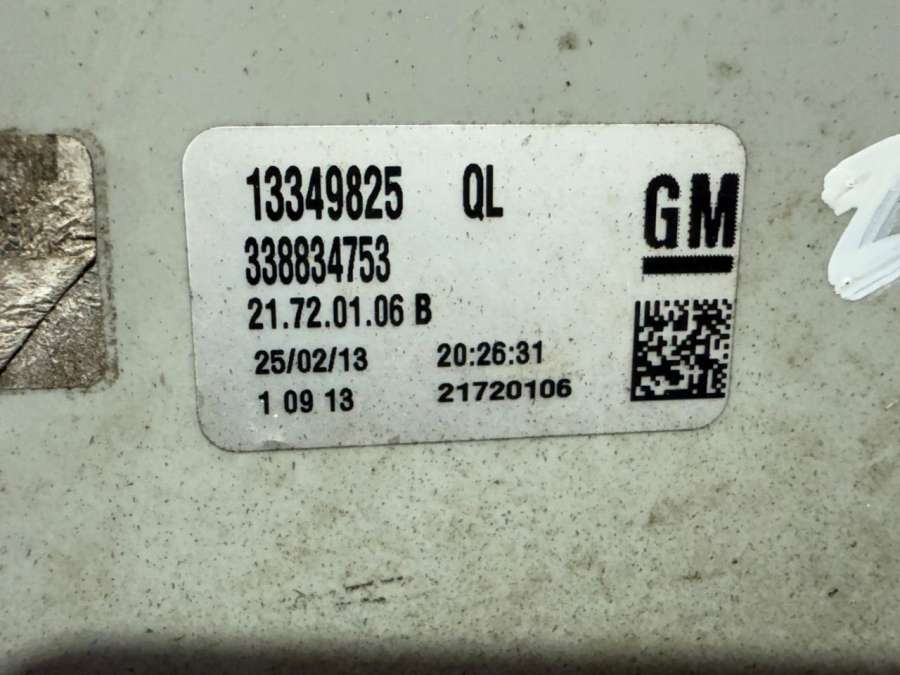 13349825 QL
GM
338834753
21.72.01.06 B
25/02/13 20:26:31
1 09 13 21720106